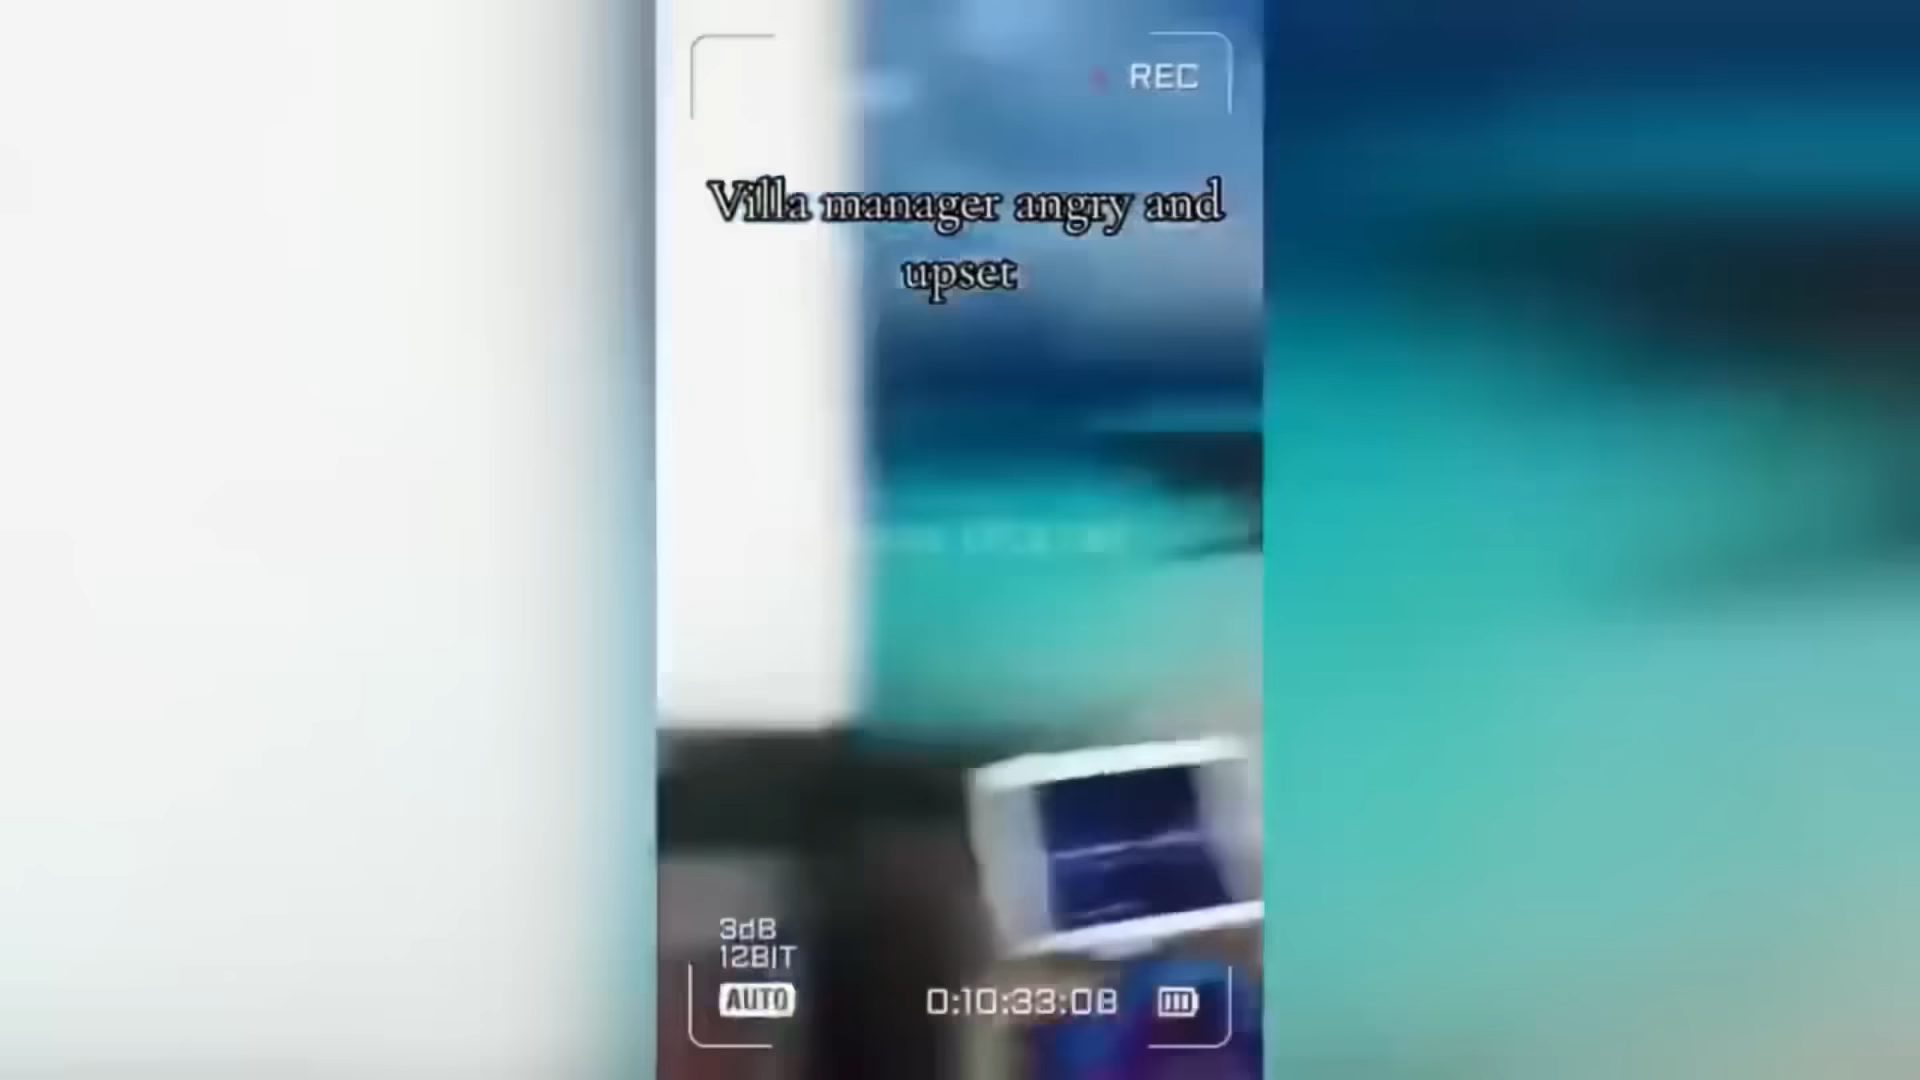 REC
Villa manager angry and
upset
3dB
12BIT
AUTO
0:10:33:08